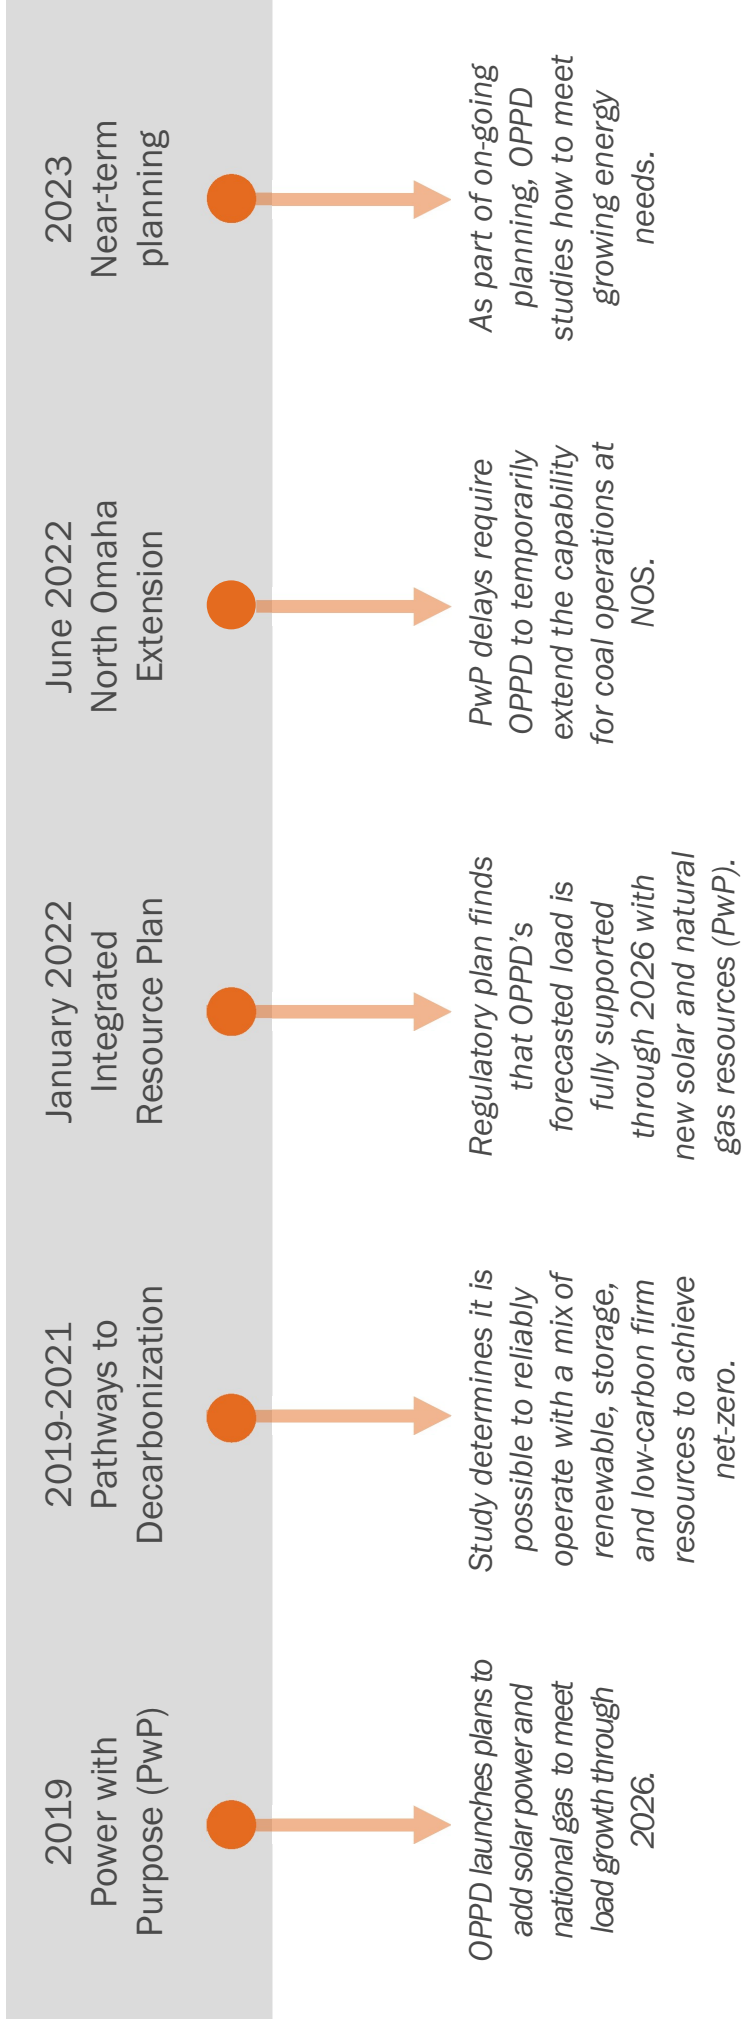 2019
Power with
Purpose (PwP)
OPPD launches plans to
add solar power and
national gas to meet
load growth through
2026.
2019-2021
Pathways to
Decarbonization
Study determines it is
possible to reliably
operate with a mix of
renewable, storage,
and low-carbon firm
resources to achieve
net-zero.
January 2022
Integrated
Resource Plan
Regulatory plan finds
that OPPD's
forecasted load is
fully supported
through 2026 with
new solar and natural
gas resources (PwP).
June 2022
North Omaha
Extension
PwP delays require
OPPD to temporarily
extend the capability
for coal operations at
NOS.
2023
Near-term
planning
As part of on-going
planning, OPPD
studies how to meet
growing energy
needs.